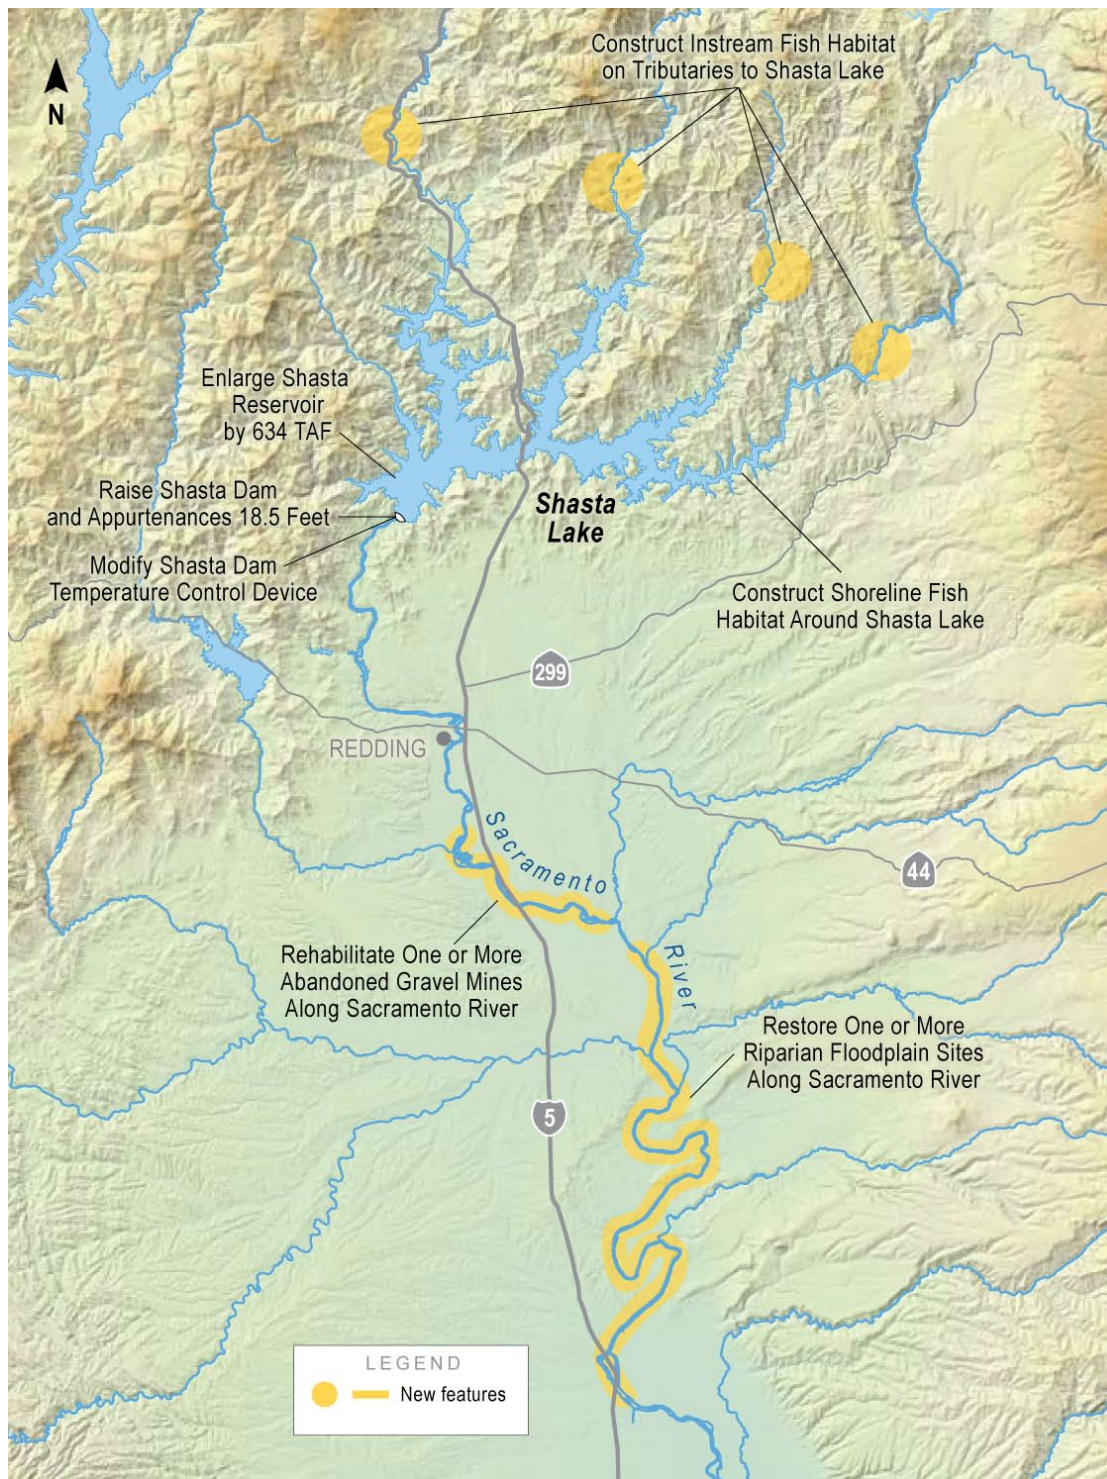 Construct Instream Fish Habitat
on Tributaries to Shasta Lake
N
Enlarge Shasta
Reservoir
by 634 TAF
Raise Shasta Dam
and Appurtenances 18.5 Feet
Modify Shasta Dam
Temperature Control Device
Shasta
Lake
Construct Shoreline Fish
Habitat Around Shasta Lake
299
REDDING
Sacramento
River
44
Rehabilitate One or More
Abandoned Gravel Mines
Along Sacramento River
Restore One or More
Riparian Floodplain Sites
Along Sacramento River
5
LEGEND
New features